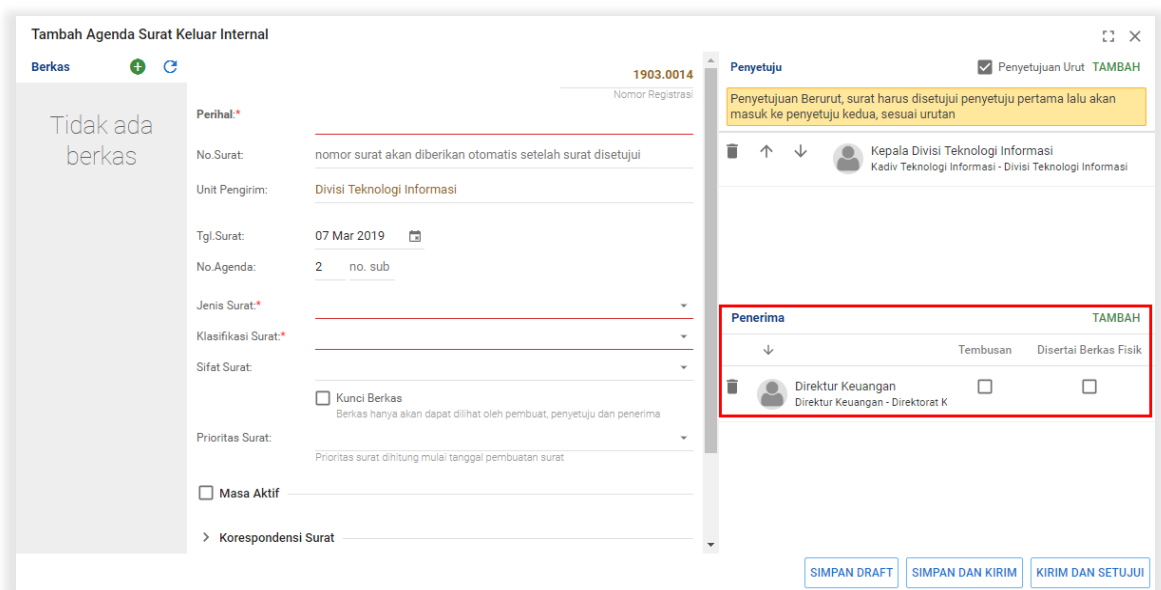 Tambah Agenda Surat Keluar Internal
Berkas
Tidak ada
berkas
1903.0014
Nomor Registrasi
Perihal:*
No.Surat:
nomor surat akan diberikan otomatis setelah surat disetujui
Unit Pengirim:
Divisi Teknologi Informasi
Tgl.Surat:
07 Mar 2019
No.Agenda:
2 no. sub
Jenis Surat:*
Klasifikasi Surat:*
Sifat Surat:
Kunci Berkas
Berkas hanya akan dapat dilihat oleh pembuat, penyetuju dan penerima
Prioritas Surat:
Prioritas surat dihitung mulai tanggal pembuatan surat
Masa Aktif
Korespondensi Surat
Penyetuju
Penyetujuan Urut TAMBAH
Penyetujuan Berurut, surat harus disetujui penyetuju pertama lalu akan
masuk ke penyetuju kedua, sesuai urutan
Kepala Divisi Teknologi Informasi
Kadiv Teknologi Informasi - Divisi Teknologi Informasi
Penerima
TAMBAH
Tembusan
Disertai Berkas Fisik
Direktur Keuangan
Direktur Keuangan - Direktorat K
SIMPAN DRAFT
SIMPAN DAN KIRIM
KIRIM DAN SETUJUI